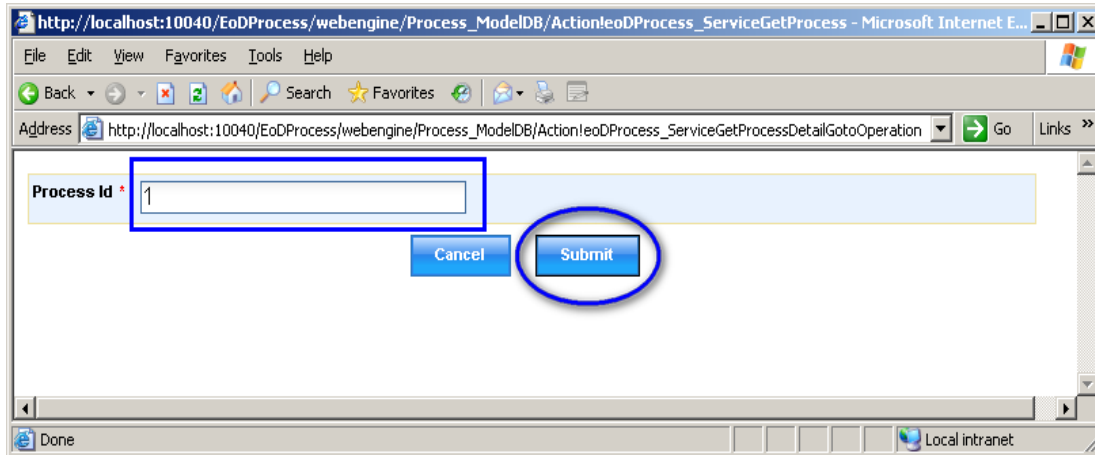 http://localhost:10040/EoDProcess/webengine/Process_ModelDB/Action!eoDProcess_ServiceGetProcess - Microsoft Internet E...
File Edit View Favorites Tools Help
Back Search Favorites
Address http://localhost:10040/EoDProcess/webengine/Process_ModelDB/Action!eoDProcess_ServiceGetProcessDetailGotoOperation Go Links »
Process Id * 1
Cancel Submit
Done Local intranet